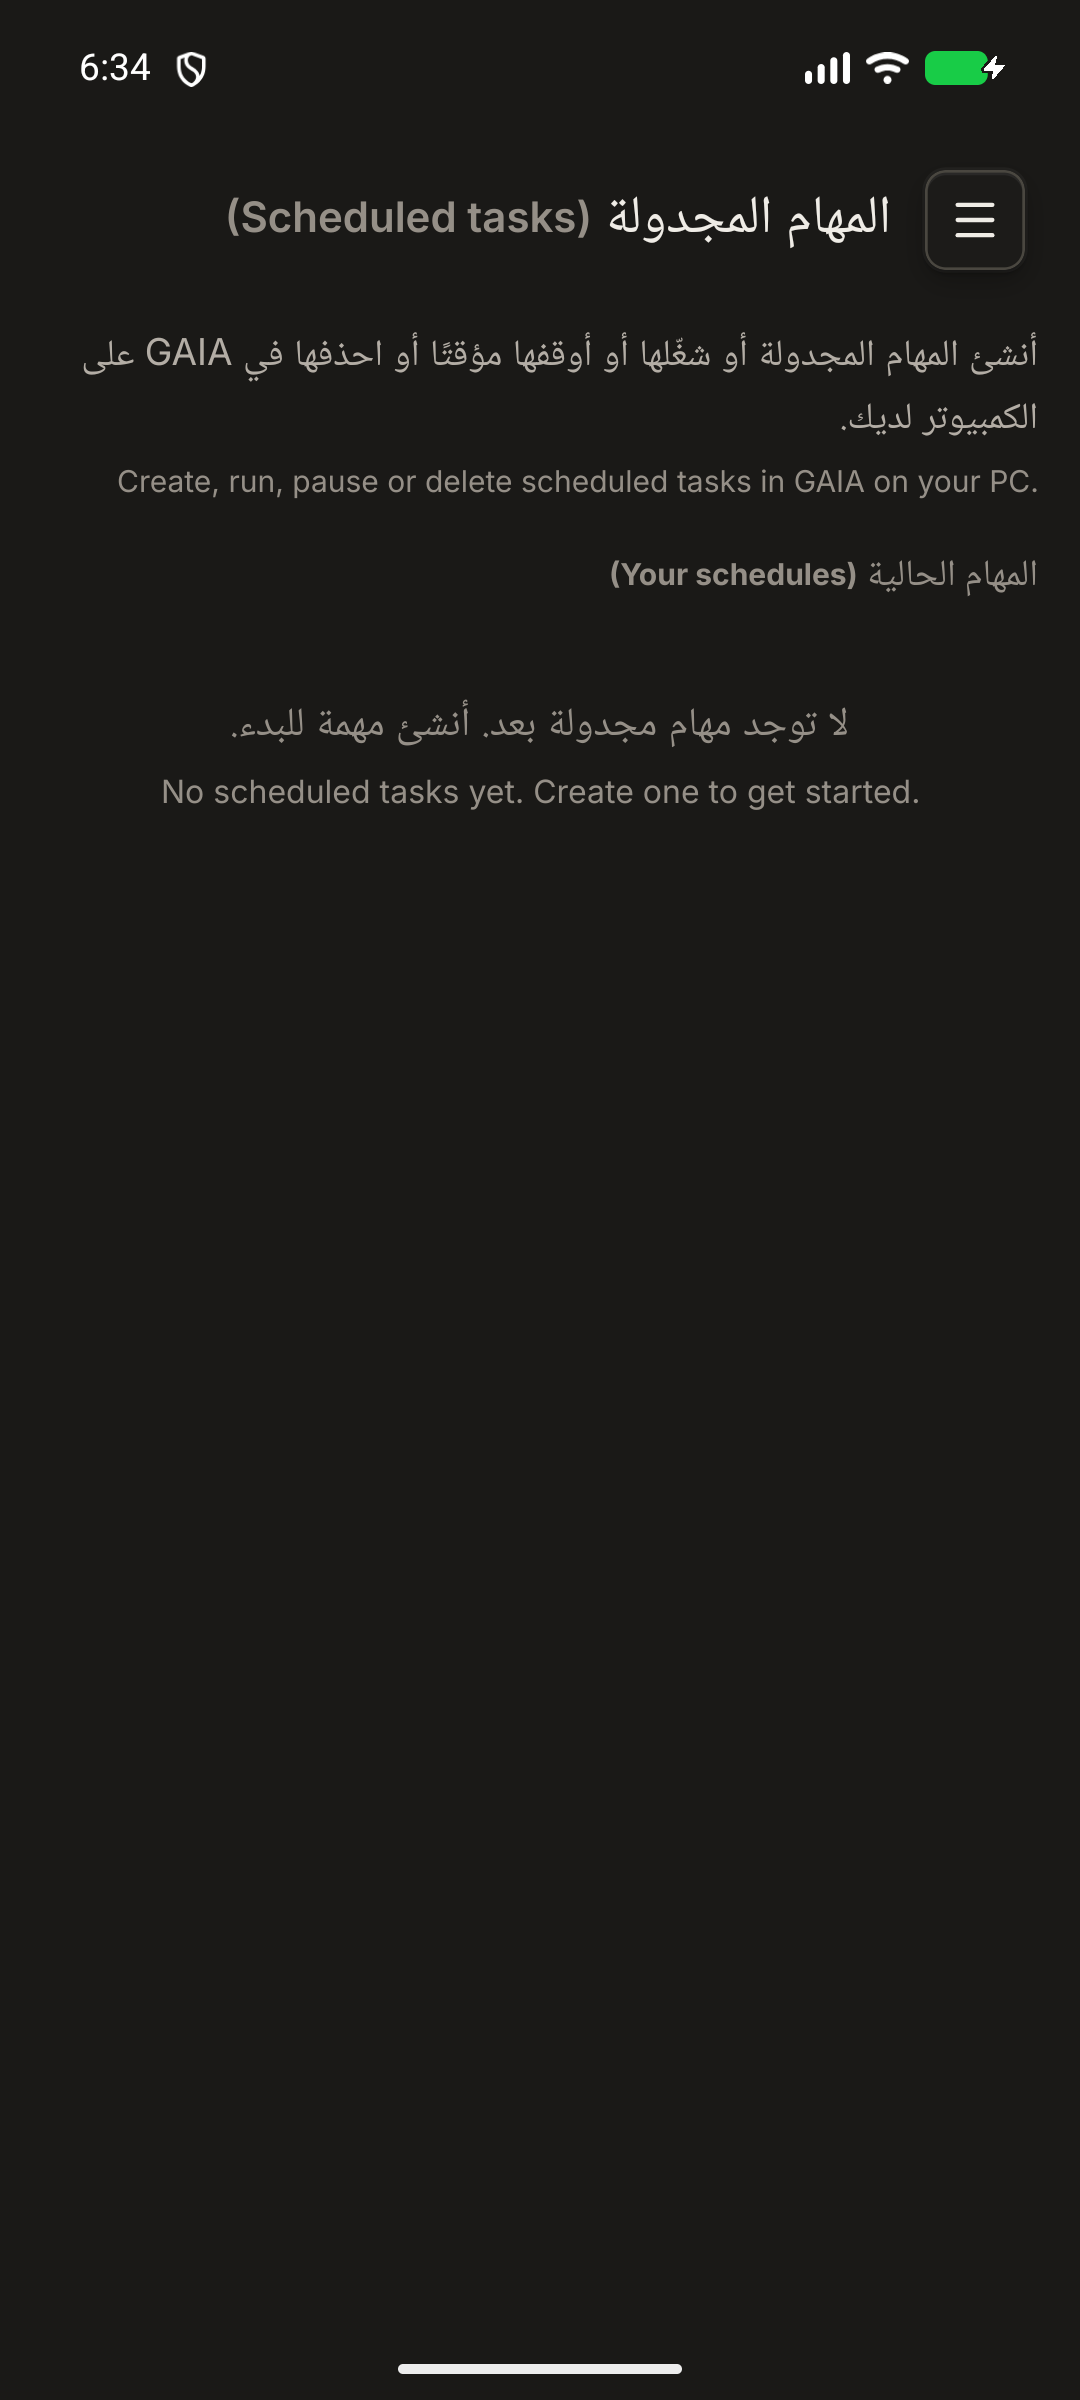 6:34
المهام المجدولة (Scheduled tasks)
أنشئ المهام المجدولة أو شغّلها أو أوقفها مؤقتًا أو احذفها في GAIA على
الكمبيوتر لديك.
Create, run, pause or delete scheduled tasks in GAIA on your PC.
المهام الحالية (Your schedules)
لا توجد مهام مجدولة بعد. أنشئ مهمة للبدء.
No scheduled tasks yet. Create one to get started.